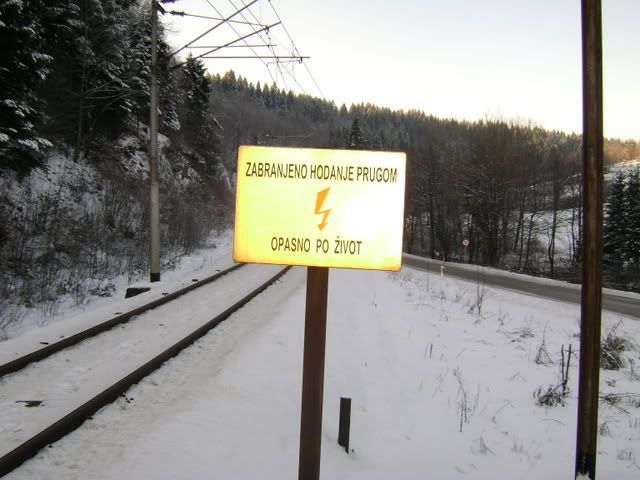 ZABRANJENO HODANJE PRUGOM
OPASNO PO ŽIVOT